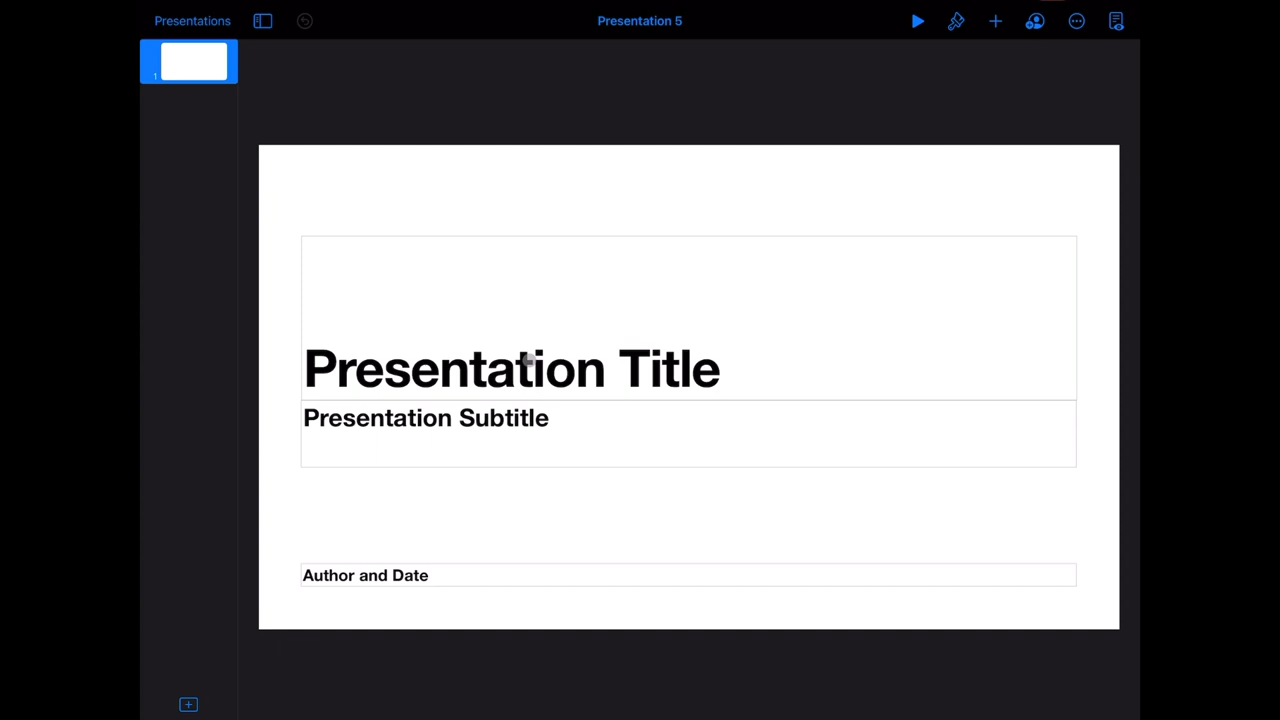 Presentations
Presentation 5
1
Presentation Title
Presentation Subtitle
Author and Date